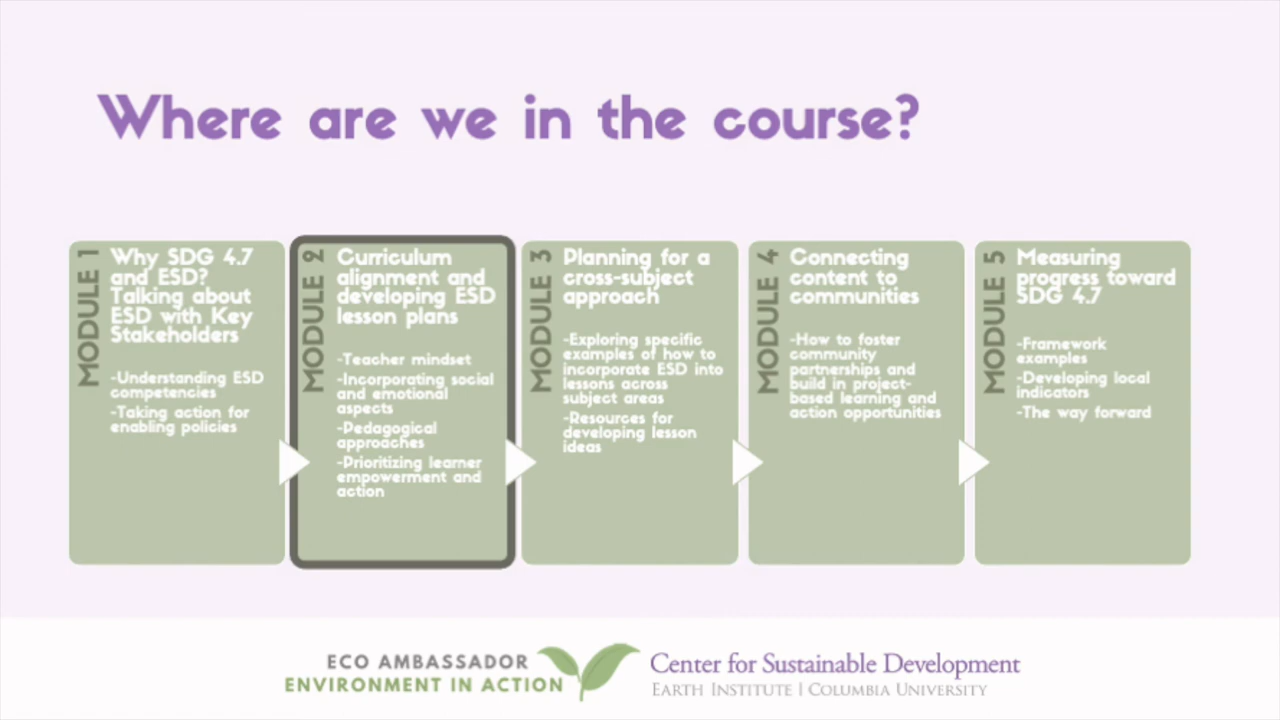 Where are we in the course?
MODULE 1
Why SDG 4.7
and ESD?
Talking about
ESD with Key
Stakeholders
-Understanding ESD
competencies
-Taking action for
enabling policies
MODULE 2
Curriculum
alignment and
developing ESD
lesson plans
-Teacher mindset
-Incorporating social
and emotional
aspects
-Pedagogical
approaches
-Prioritizing learner
empowerment and
action
MODULE 3
Planning for a
cross-subject
approach
-Exploring specific
examples of how to
incorporate ESD into
lessons across
subject areas
-Resources for
developing lesson
ideas
MODULE 4
Connecting
content to
communities
-How to foster
community
partnerships and
build in project-
based learning and
action opportunities
MODULE 5
Measuring
progress toward
SDG 4.7
-Framework
examples
-Developing local
indicators
-The way forward
ECO AMBASSADOR
ENVIRONMENT IN ACTION
Center for Sustainable Development
EARTH INSTITUTE | COLUMBIA UNIVERSITY